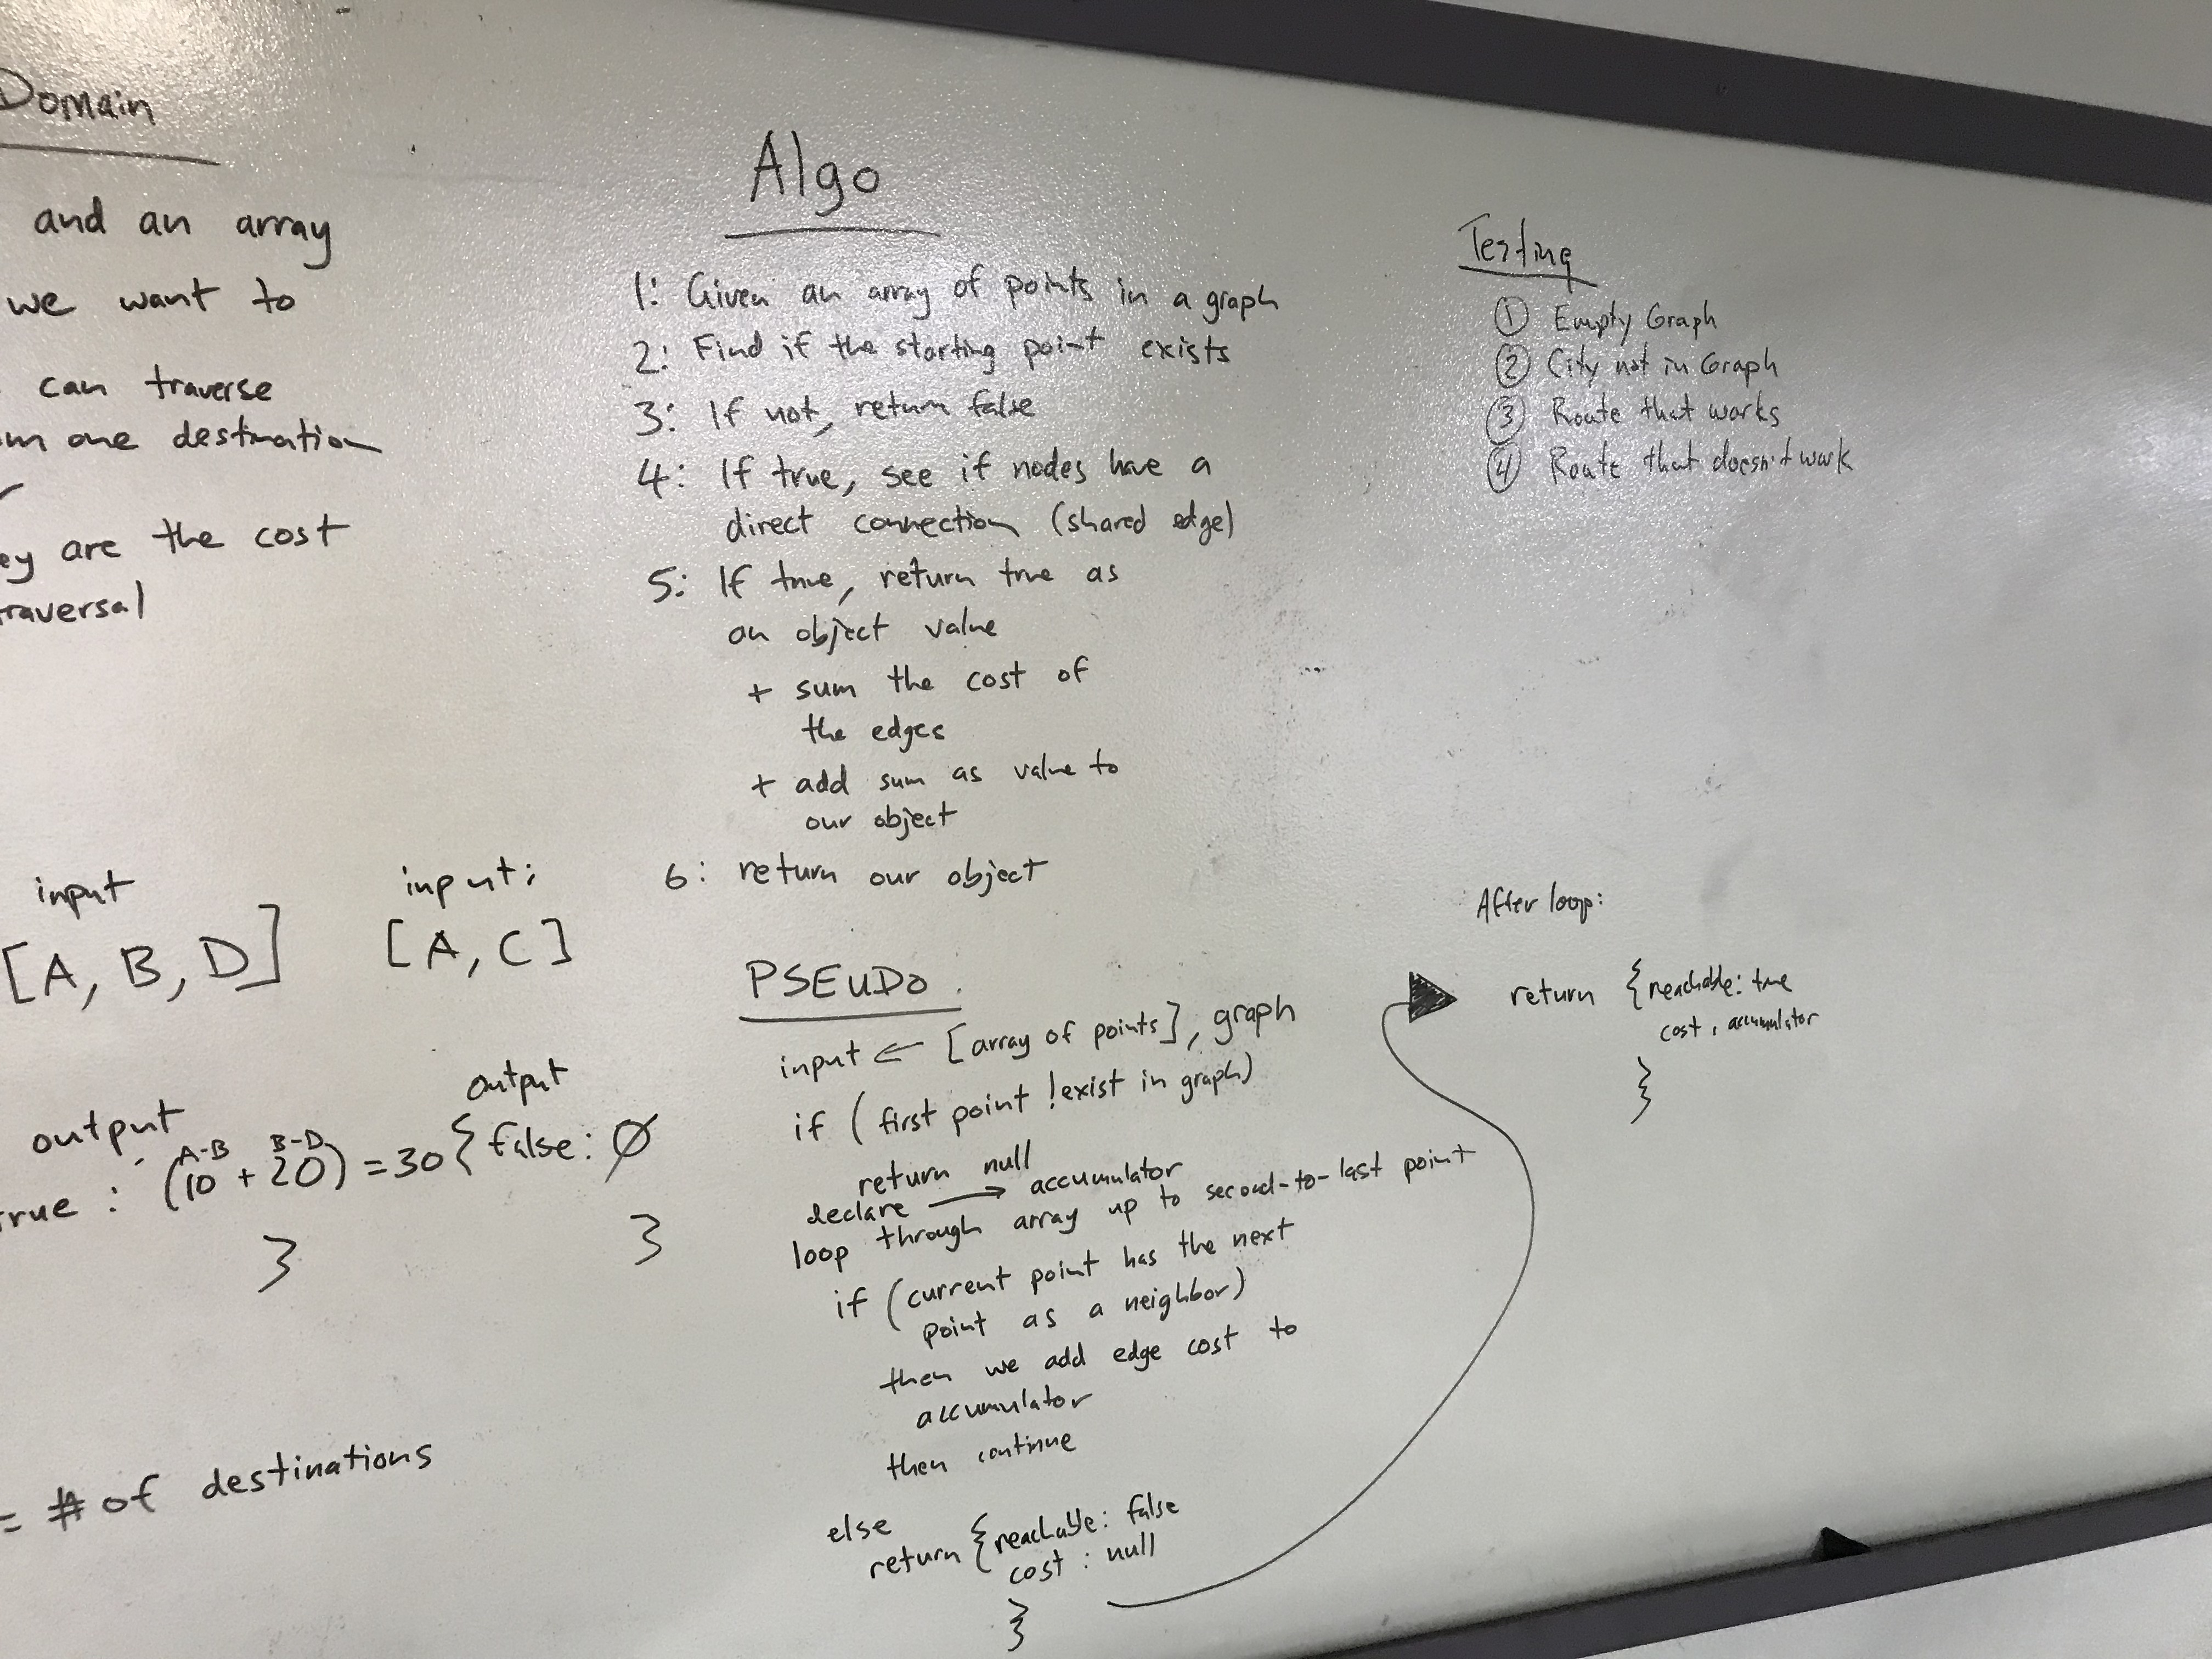 Domain
and an array
we want to
can traverse
one destination
are the cost
input
[A, B, D]
input:
[A, C]
output
A-B B-D
true : (10 + 20) = 30
}
output
{ false: Ø
}
= # of destinations
Algo
1: Given an array of points in a graph
2: Find if the starting point exists
3: If not, return false
4: If true, see if nodes have a
direct connection (shared edge)
5: If true, return true as
an object value
+ sum the cost of
the edges
+ add sum as value to
our object
6: return our object
PSEUDO
input ← [array of points], graph
if (first point !exist in graph)
return null
declare → accumulator
loop through array up to second-to-last point
if (current point has the next
point as a neighbor)
then we add edge cost to
accumulator
then continue
else
return {reachable: false
cost : null
}
Testing
① Empty Graph
② City not in Graph
③ Route that works
④ Route that doesn't work
After loop:
return {reachable: true
cost: accumulator
}